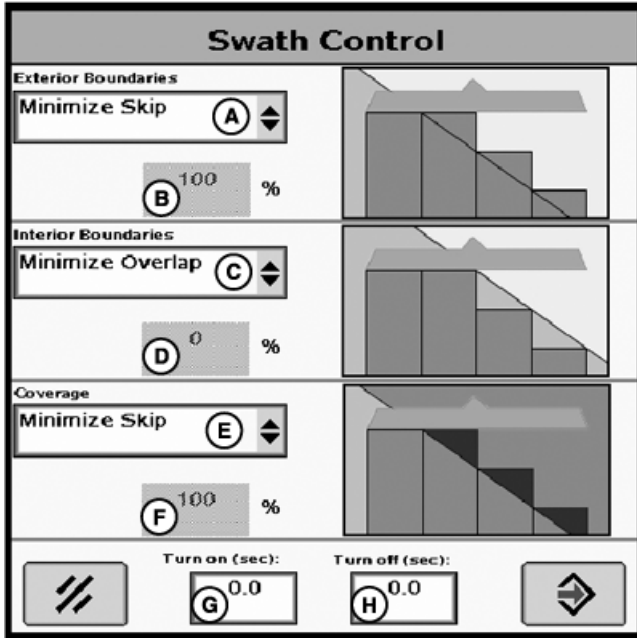 Swath Control
Exterior Boundaries
Minimize Skip A
B 100 %
Interior Boundaries
Minimize Overlap C
D 0 %
Coverage
Minimize Skip E
F 100 %
Turn on (sec): Turn off (sec):
G 0.0 H 0.0